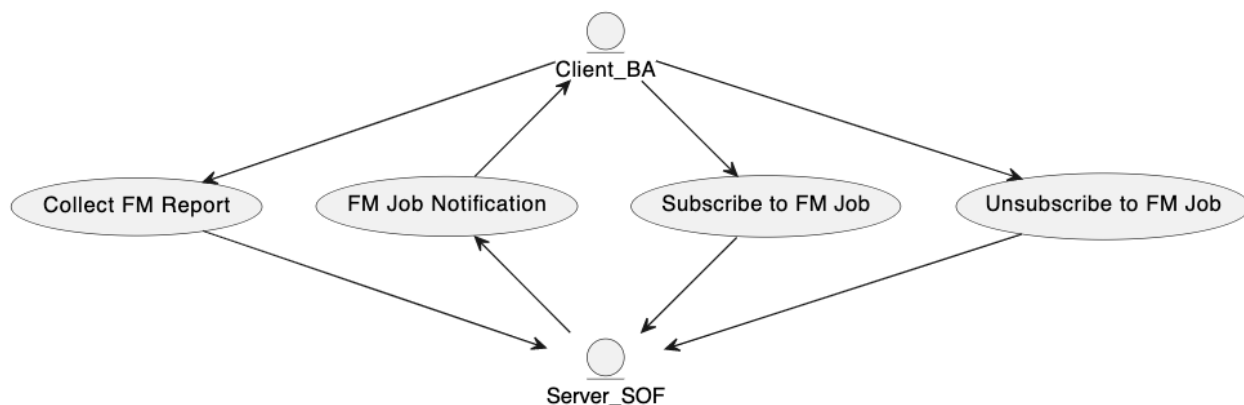 Client_BA
Collect FM Report
FM Job Notification
Subscribe to FM Job
Unsubscribe to FM Job
Server_SOF